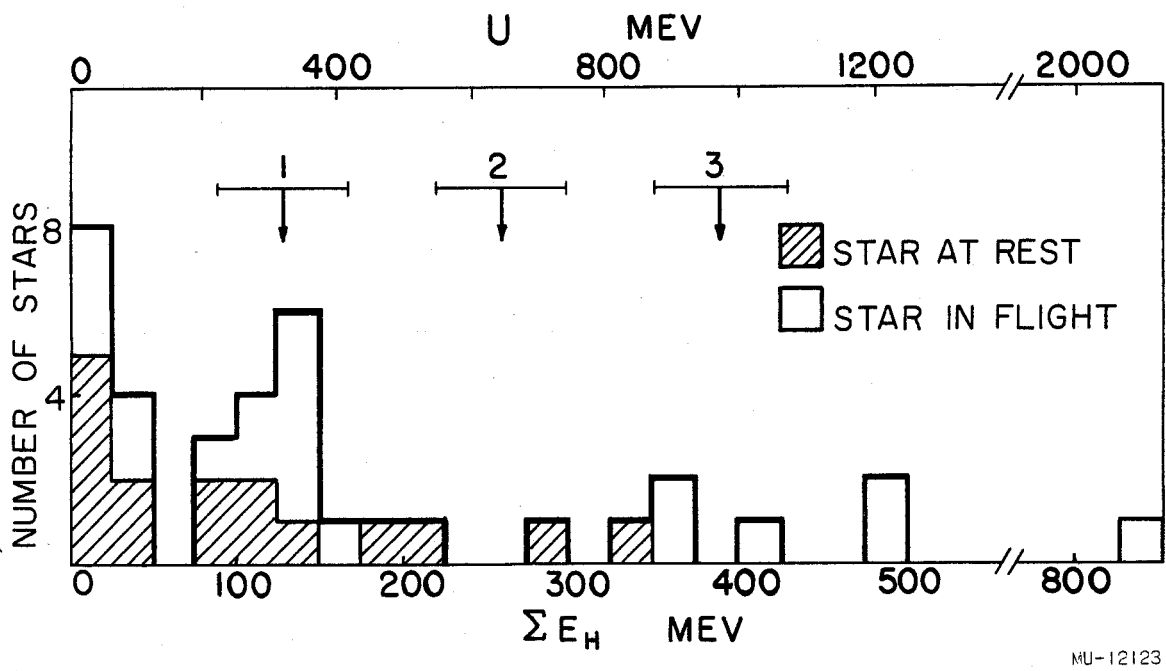 U MEV
0 400 800 1200 2000
1 2 3
8
4
NUMBER OF STARS
STAR AT REST
STAR IN FLIGHT
0 100 200 300 400 500 800
Σ E_H MEV
MU-12123